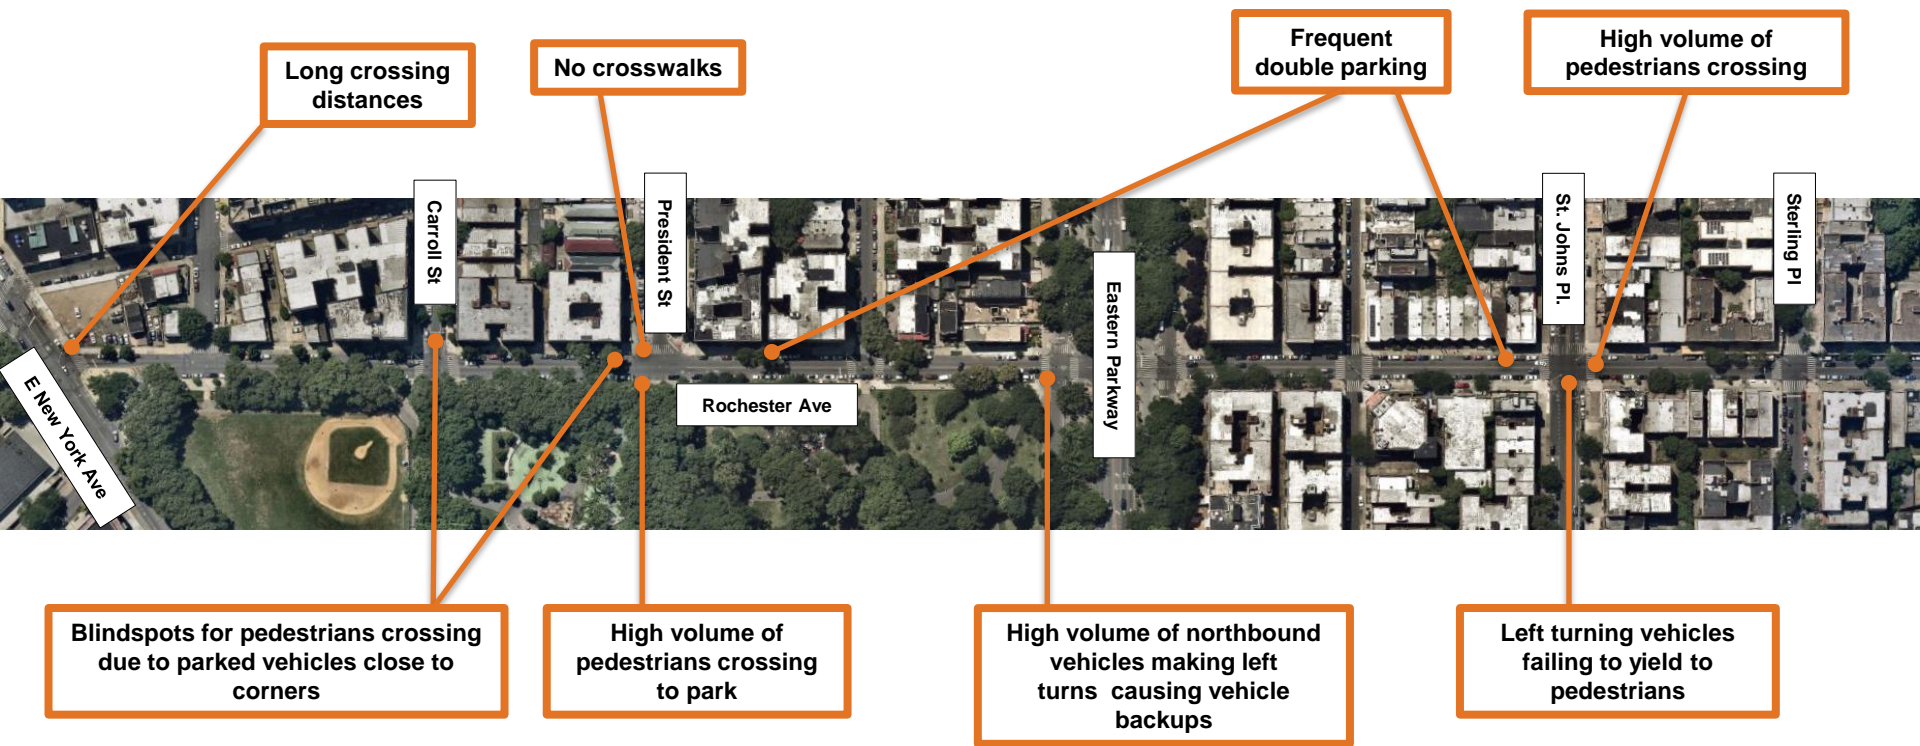 Long crossing
distances
No crosswalks
Frequent
double parking
High volume of
pedestrians crossing
Carroll St
President St
St. Johns Pl.
Sterling Pl
Eastern Parkway
E New York Ave
Rochester Ave
Blindspots for pedestrians crossing
due to parked vehicles close to
corners
High volume of
pedestrians crossing
to park
High volume of northbound
vehicles making left
turns  causing vehicle
backups
Left turning vehicles
failing to yield to
pedestrians